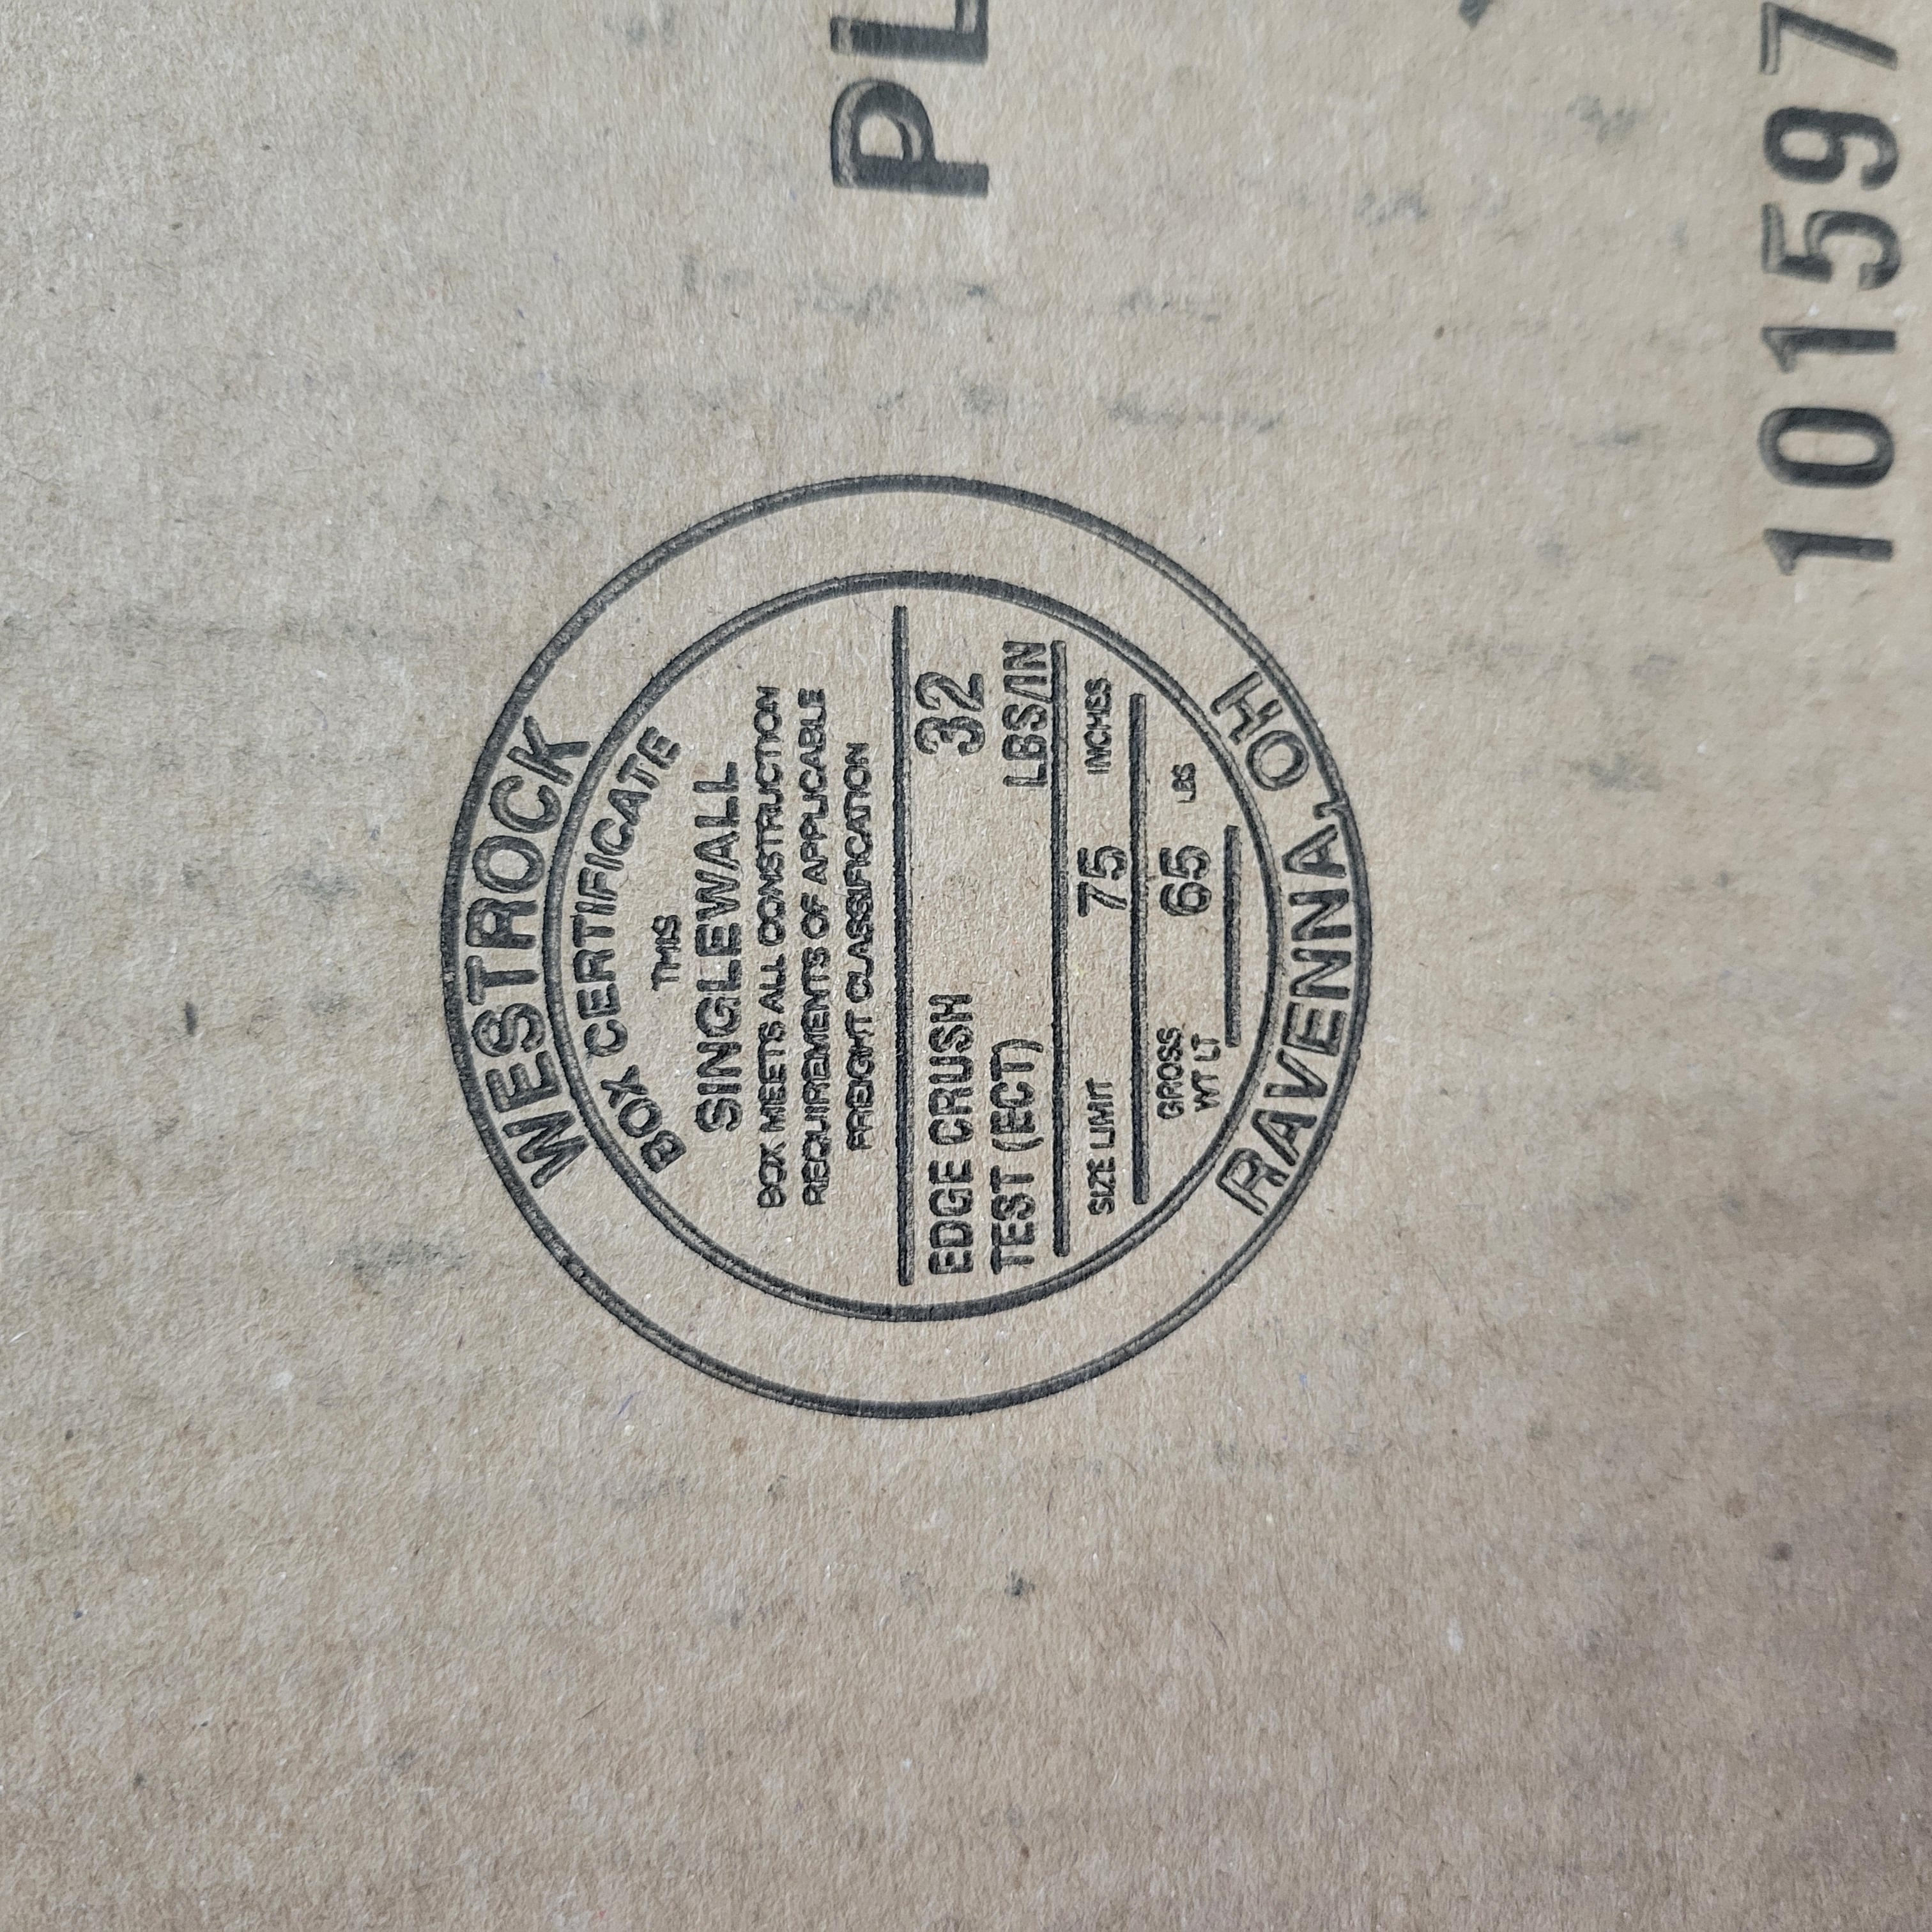 WESTROCK
BOX CERTIFICATE
THIS
SINGLEWALL
BOX MEETS ALL CONSTRUCTION
REQUIREMENTS OF APPLICABLE
FREIGHT CLASSIFICATION
EDGE CRUSH 32
TEST (ECT) LBS/IN
SIZE LIMIT 75 INCHES
GROSS
WT LT 65 LBS
RAVENNA, OH
PL
101597